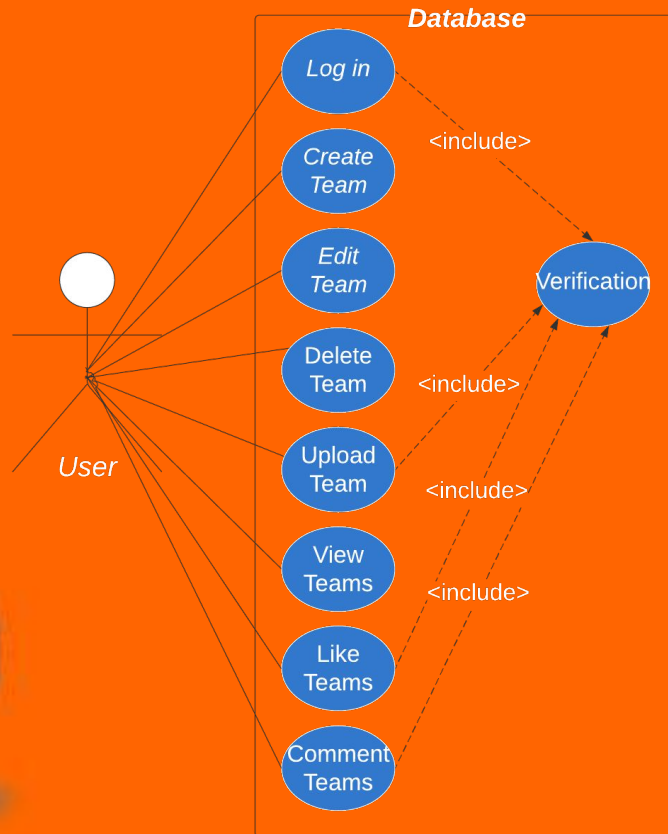 Database
Log in
<include>
Create
Team
Edit
Team
Verification
Delete
Team
<include>
Upload
Team
User
<include>
View
Teams
<include>
Like
Teams
Comment
Teams